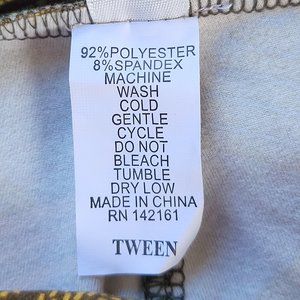 92%POLYESTER
8%SPANDEX
MACHINE
WASH
COLD
GENTLE
CYCLE
DO NOT
BLEACH
TUMBLE
DRY LOW
MADE IN CHINA
RN 142161
TWEEN